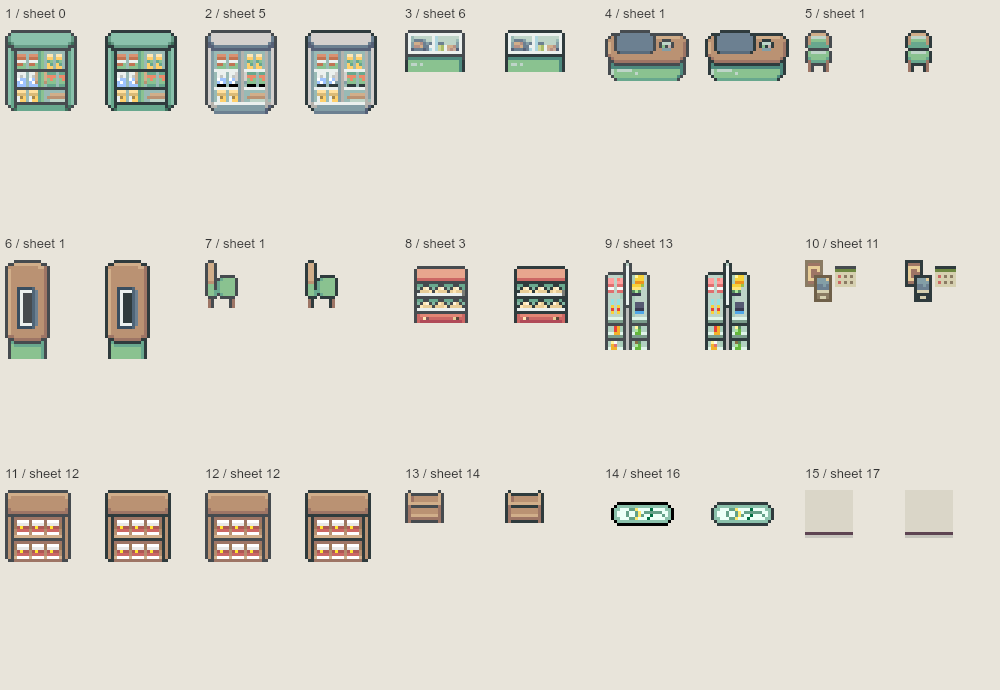 1 / sheet 0
2 / sheet 5
3 / sheet 6
4 / sheet 1
5 / sheet 1
6 / sheet 1
7 / sheet 1
8 / sheet 3
9 / sheet 13
10 / sheet 11
11 / sheet 12
12 / sheet 12
13 / sheet 14
14 / sheet 16
15 / sheet 17